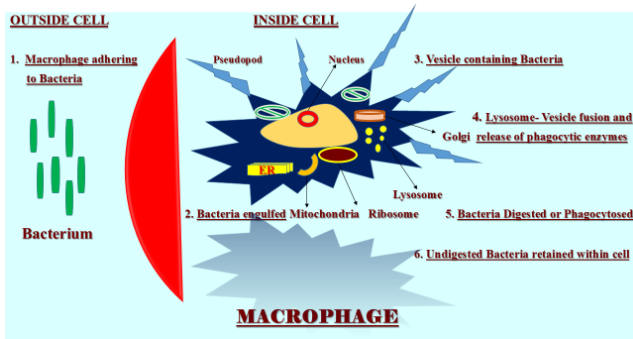 OUTSIDE CELL
INSIDE CELL
1. Macrophage adhering
to Bacteria
Pseudopod
Nucleus
3. Vesicle containing Bacteria
4. Lysosome- Vesicle fusion and
Golgi release of phagocytic enzymes
ER
Lysosome
2. Bacteria engulfed Mitochondria Ribosome
5. Bacteria Digested or Phagocytosed
Bacterium
6. Undigested Bacteria retained within cell
MACROPHAGE